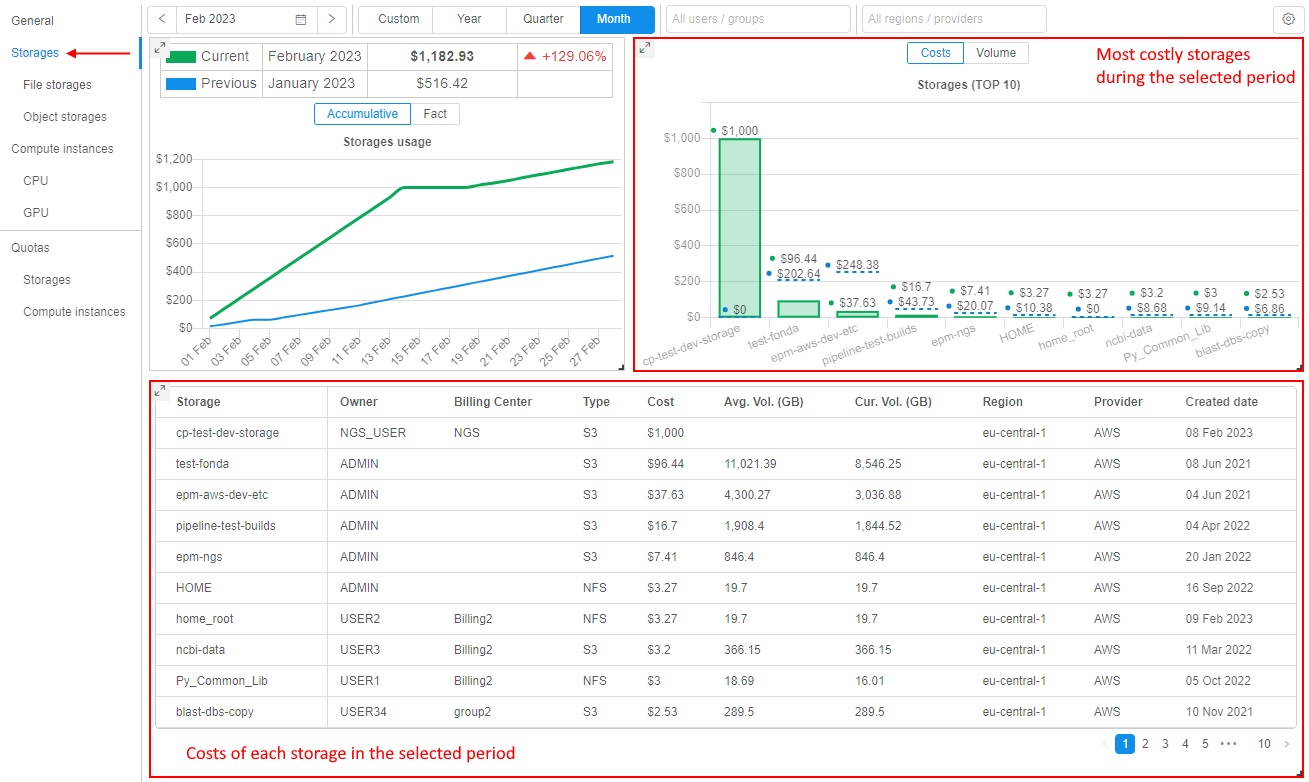 General
Storages
File storages
Object storages
Compute instances
CPU
GPU
Quotas
Storages
Compute instances
Feb 2023
Custom Year Quarter Month
All users / groups
All regions / providers
Current February 2023 $1,182.93 +129.06%
Previous January 2023 $516.42
Accumulative Fact
Storages usage
$1,200
$1,000
$800
$600
$400
$200
$0
01 Feb 03 Feb 05 Feb 07 Feb 09 Feb 11 Feb 13 Feb 15 Feb 17 Feb 19 Feb 21 Feb 23 Feb 25 Feb 27 Feb
Costs Volume
Most costly storages
during the selected period
Storages (TOP 10)
$1,000
$800
$600
$400
$200
$0
$1,000
$0
$96.44
$202.64
$248.38
$37.63
$16.7
$43.73
$7.41
$20.07
$3.27
$10.38
$3.27
$0
$3.2
$8.68
$3
$9.14
$2.53
$6.86
cp-test-dev-storage test-fonda epm-aws-dev-etc pipeline-test-builds epm-ngs HOME home_root ncbi-data Py_Common_Lib blast-dbs-copy
Storage Owner Billing Center Type Cost Avg. Vol. (GB) Cur. Vol. (GB) Region Provider Created date
cp-test-dev-storage NGS_USER NGS S3 $1,000 eu-central-1 AWS 08 Feb 2023
test-fonda ADMIN S3 $96.44 11,021.39 8,546.25 eu-central-1 AWS 08 Jun 2021
epm-aws-dev-etc ADMIN S3 $37.63 4,300.27 3,036.88 eu-central-1 AWS 04 Jun 2021
pipeline-test-builds ADMIN S3 $16.7 1,908.4 1,844.52 eu-central-1 AWS 04 Apr 2022
epm-ngs ADMIN S3 $7.41 846.4 846.4 eu-central-1 AWS 20 Jan 2022
HOME ADMIN NFS $3.27 19.7 19.7 eu-central-1 AWS 16 Sep 2022
home_root USER2 Billing2 NFS $3.27 19.7 19.7 eu-central-1 AWS 09 Feb 2023
ncbi-data USER3 Billing2 S3 $3.2 366.15 366.15 eu-central-1 AWS 11 Mar 2022
Py_Common_Lib USER1 Billing2 NFS $3 18.69 16.01 eu-central-1 AWS 05 Oct 2022
blast-dbs-copy USER34 group2 S3 $2.53 289.5 289.5 eu-central-1 AWS 10 Nov 2021
Costs of each storage in the selected period
1 2 3 4 5 ••• 10